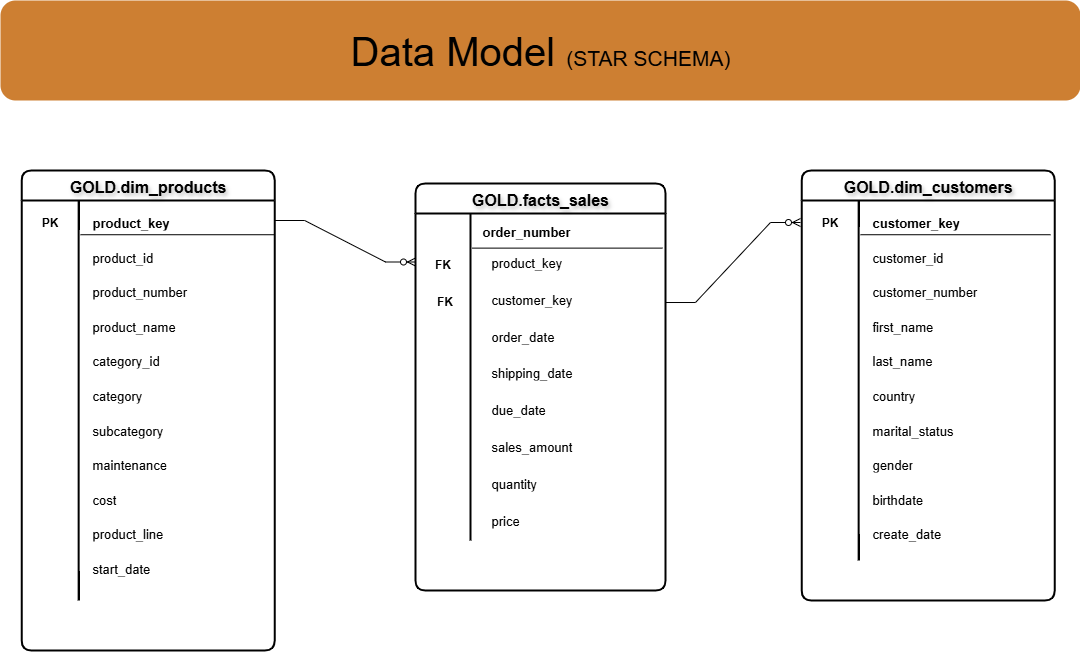 Data Model (STAR SCHEMA)
GOLD.dim_products
PK product_key
product_id
product_number
product_name
category_id
category
subcategory
maintenance
cost
product_line
start_date
GOLD.facts_sales
order_number
FK product_key
FK customer_key
order_date
shipping_date
due_date
sales_amount
quantity
price
GOLD.dim_customers
PK customer_key
customer_id
customer_number
first_name
last_name
country
marital_status
gender
birthdate
create_date